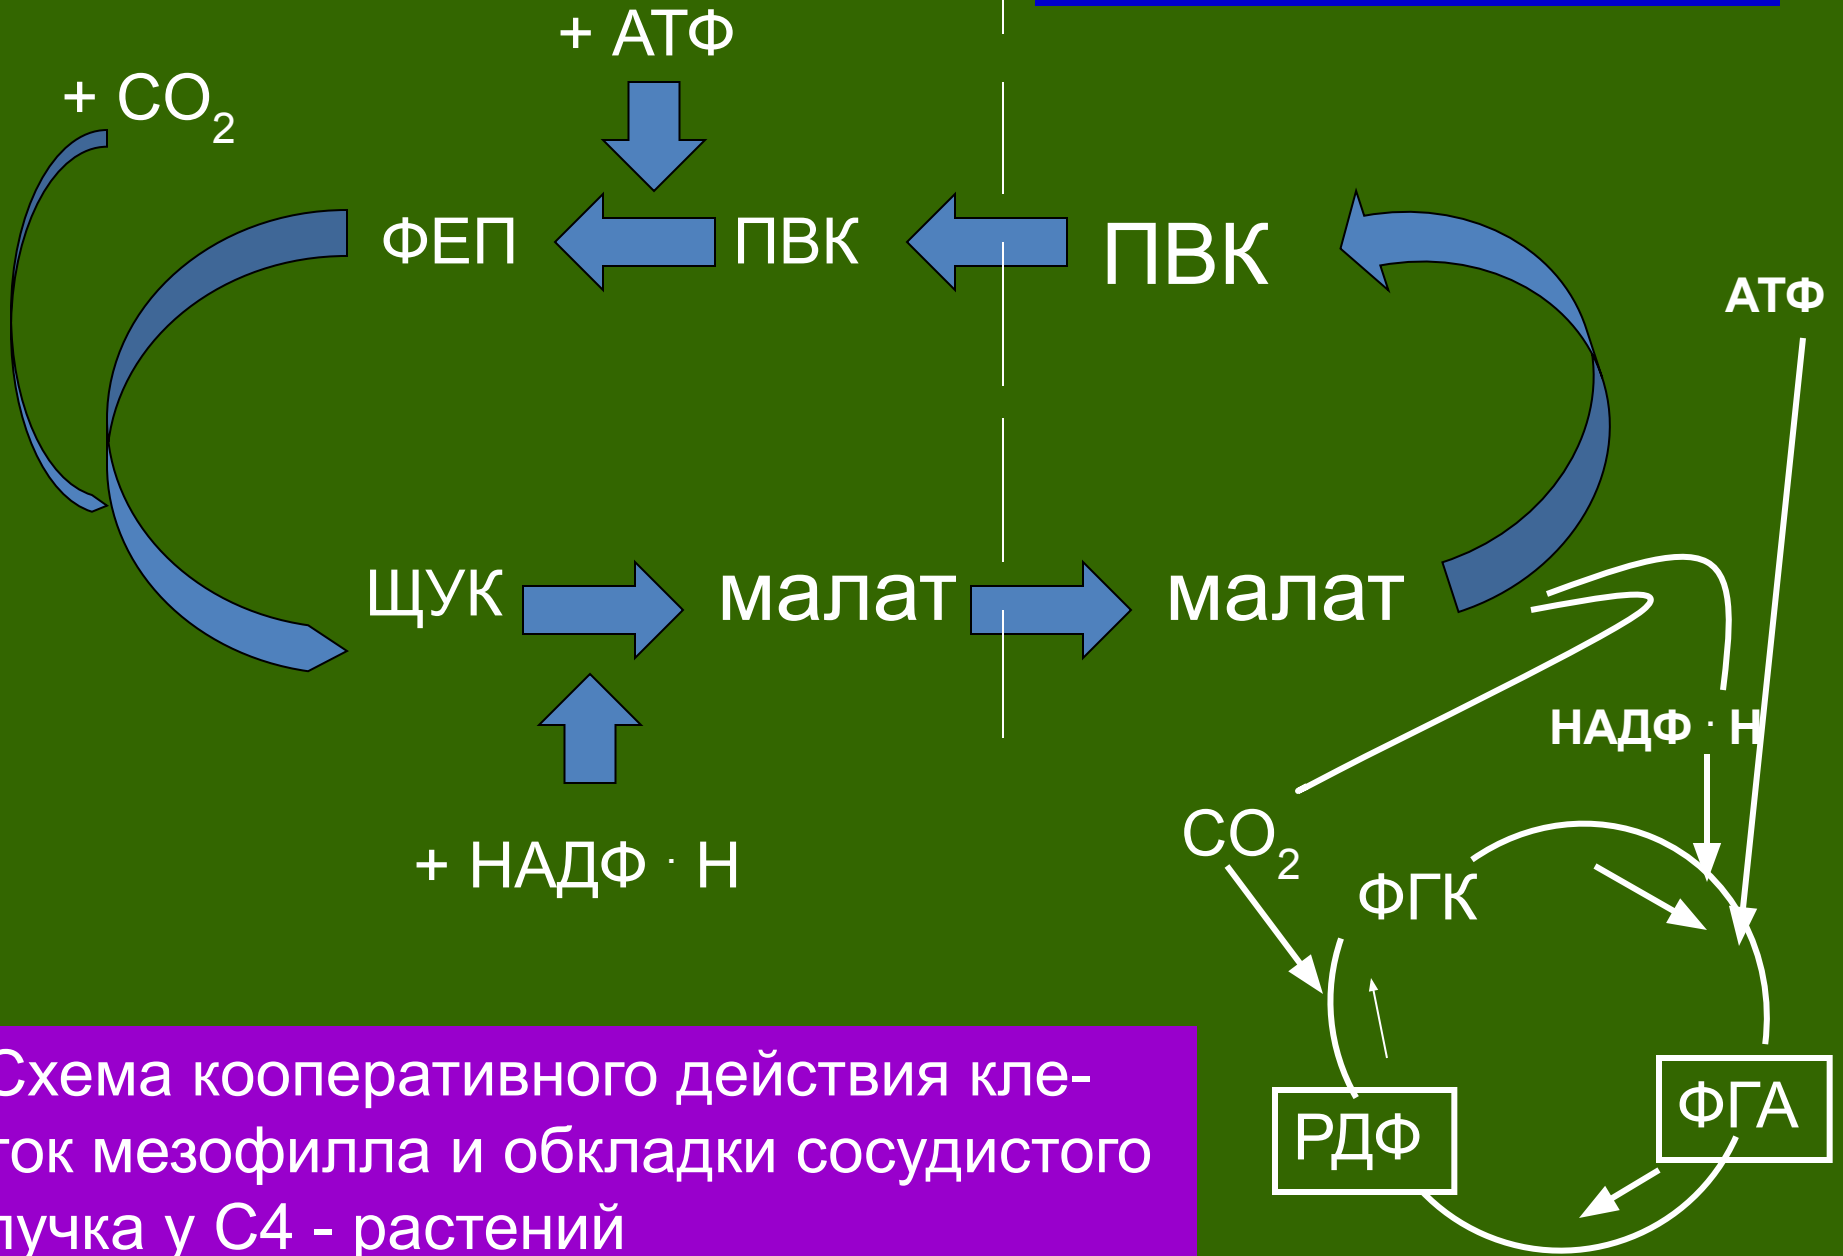 + АТФ
+ CO2
ФЕП
ПВК
ПВК
АТФ
ЩУК
малат
малат
НАДФ · Н
+ НАДФ · Н
CO2
ФГК
РДФ
ФГА
Схема кооперативного действия кле-
ток мезофилла и обкладки сосудистого
пучка у С4 - растений